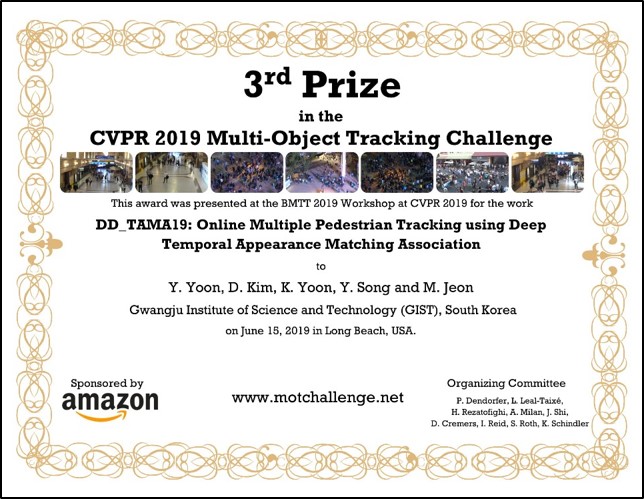 3rd Prize
in the
CVPR 2019 Multi-Object Tracking Challenge
This award was presented at the BMTT 2019 Workshop at CVPR 2019 for the work
DD_TAMA19: Online Multiple Pedestrian Tracking using Deep
Temporal Appearance Matching Association
to
Y. Yoon, D. Kim, K. Yoon, Y. Song and M. Jeon
Gwangju Institute of Science and Technology (GIST), South Korea
on June 15, 2019 in Long Beach, USA.
Sponsored by
amazon
www.motchallenge.net
Organizing Committee
P. Dendorfer, L. Leal-Taixé,
H. Rezatofighi, A. Milan, J. Shi,
D. Cremers, I. Reid, S. Roth, K. Schindler